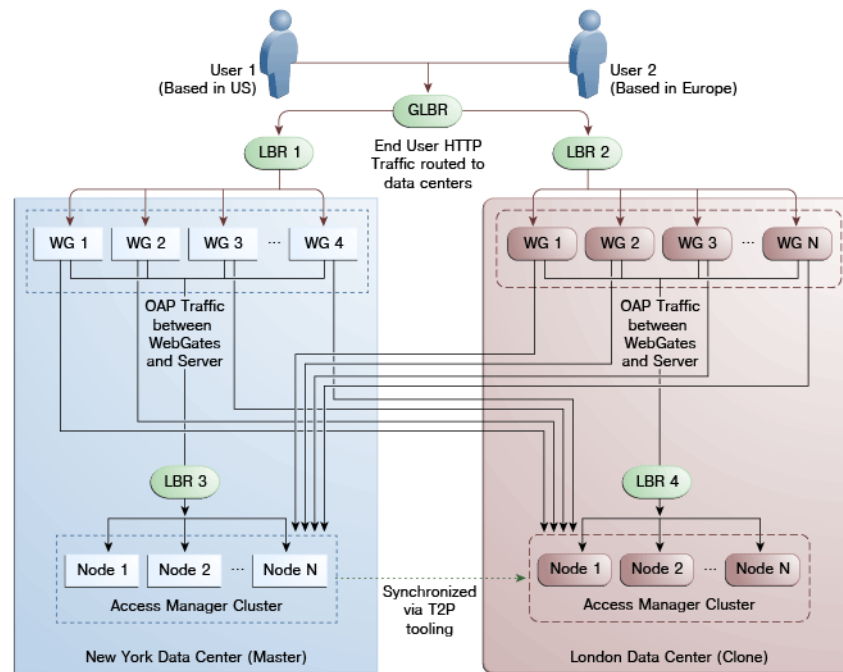 User 1
(Based in US)
User 2
(Based in Europe)
GLBR
LBR 1
End User HTTP
Traffic routed to
data centers
LBR 2
WG 1
WG 2
WG 3
...
WG 4
WG 1
WG 2
WG 3
...
WG N
OAP Traffic
between
WebGates
and Server
OAP Traffic
between
WebGates
and Server
LBR 3
LBR 4
Node 1
Node 2
...
Node N
Access Manager Cluster
Synchronized
via T2P
tooling
Node 1
Node 2
...
Node N
Access Manager Cluster
New York Data Center (Master)
London Data Center (Clone)